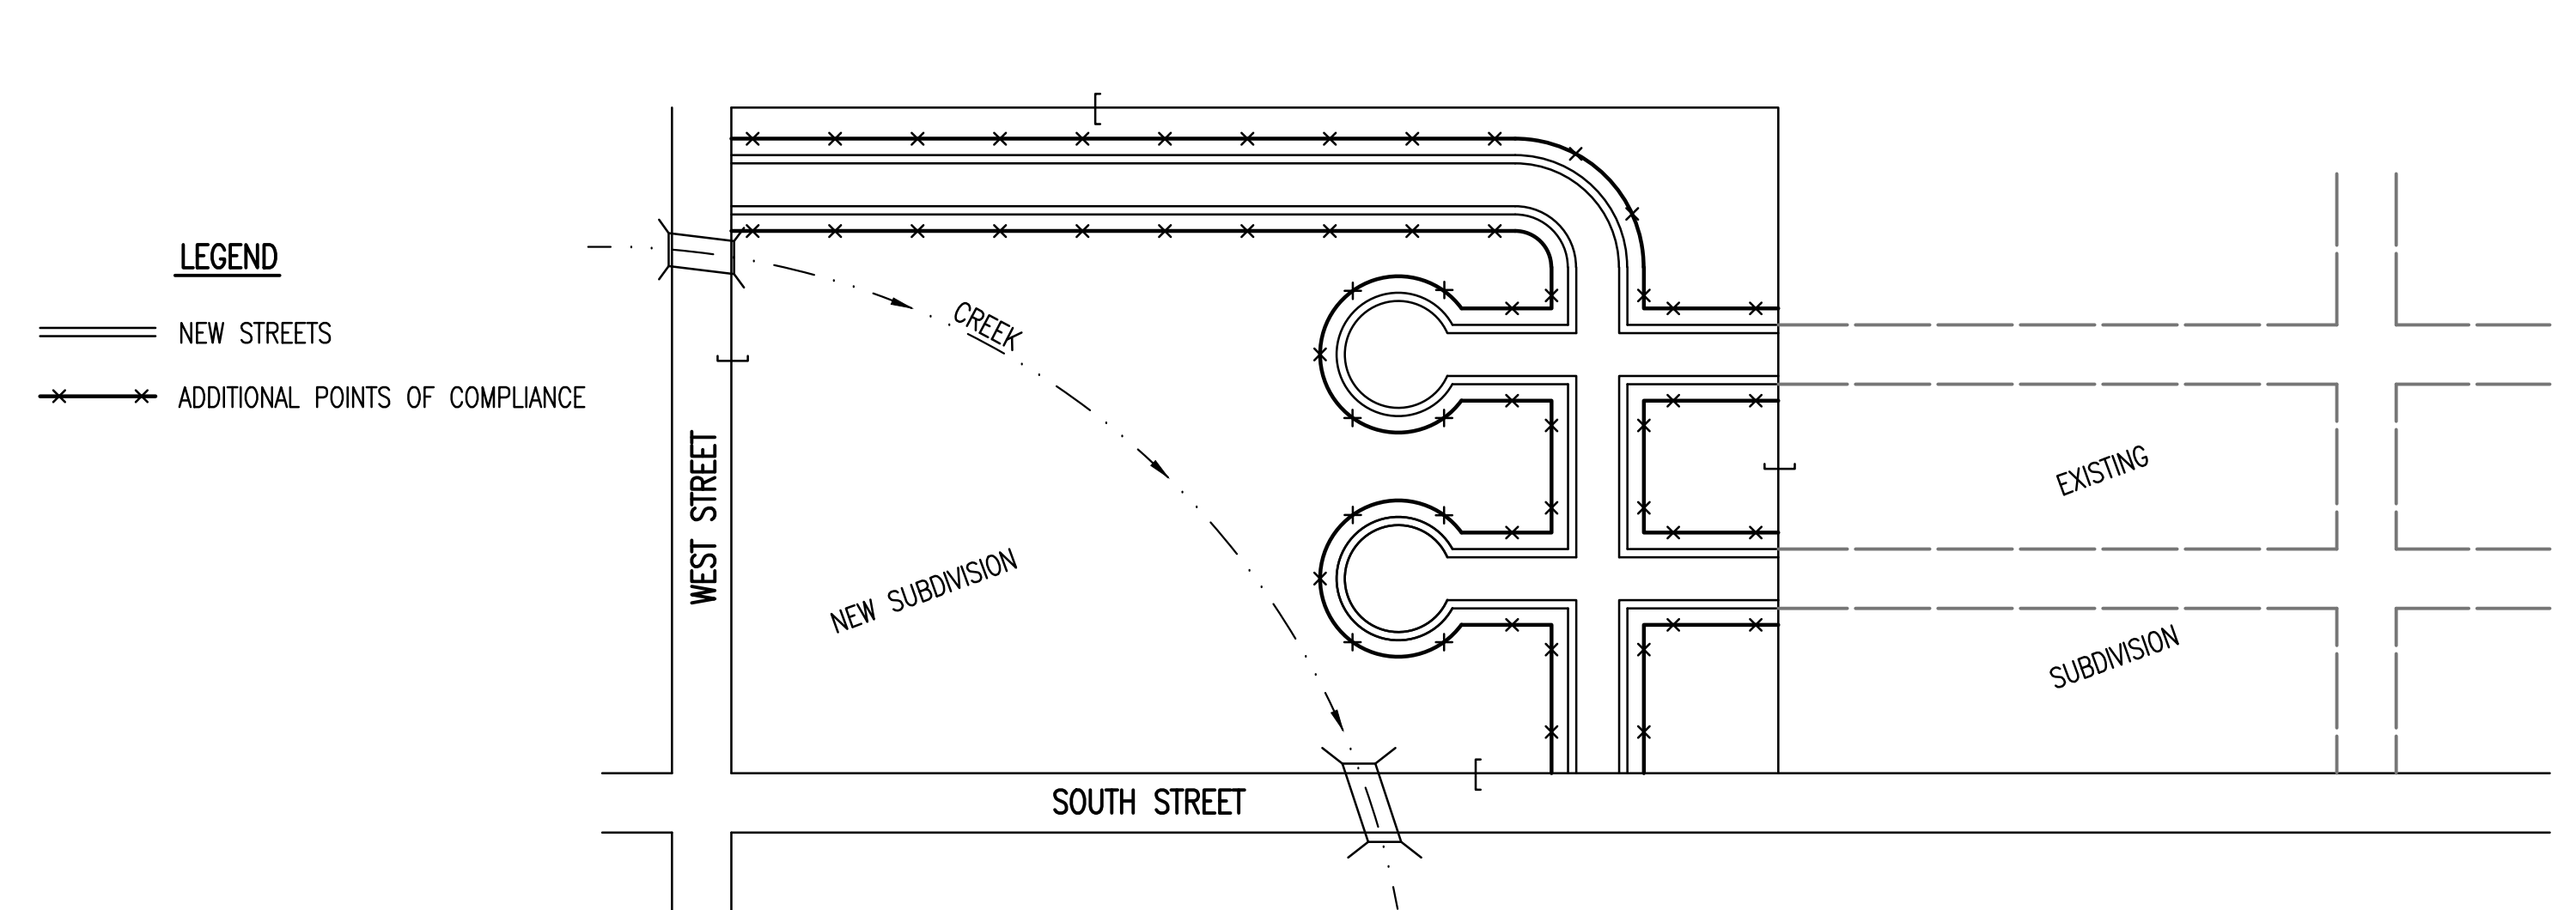 LEGEND
NEW STREETS
ADDITIONAL POINTS OF COMPLIANCE
CREEK
WEST STREET
NEW SUBDIVISION
EXISTING
SUBDIVISION
SOUTH STREET